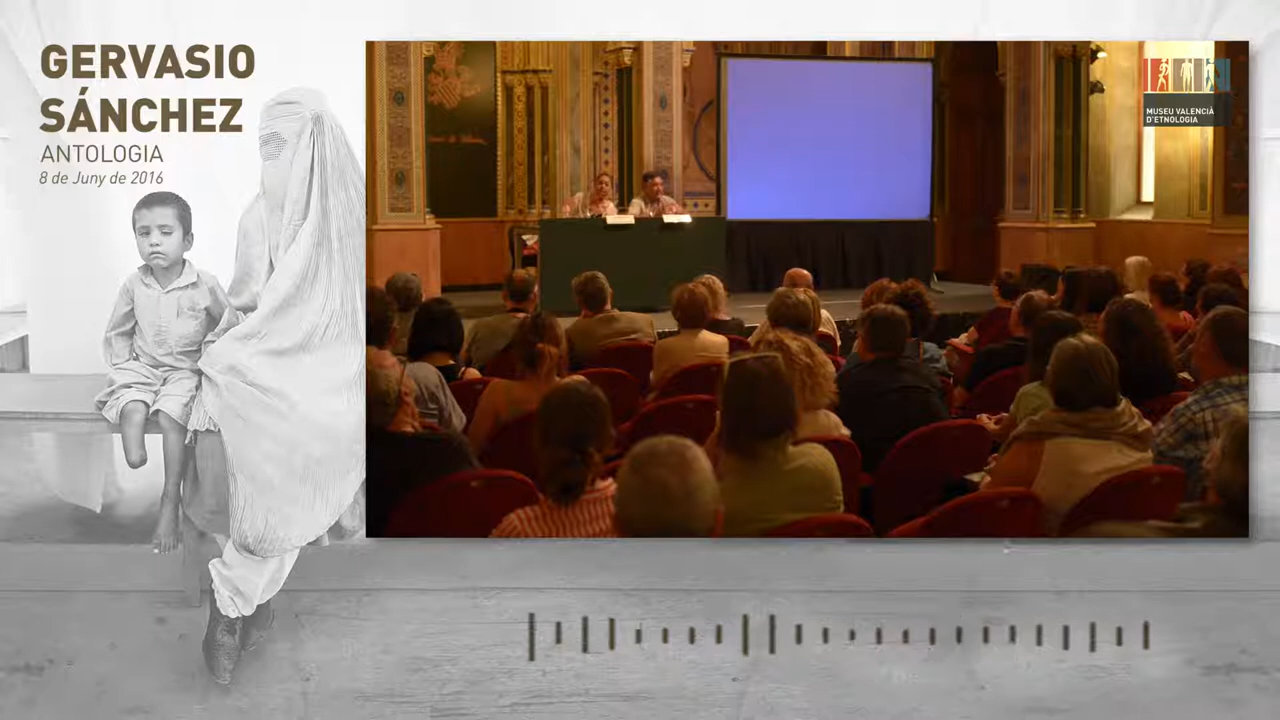 GERVASIO
SÁNCHEZ
ANTOLOGIA
8 de Juny de 2016
MUSEU VALENCIÀ
D'ETNOLOGIA